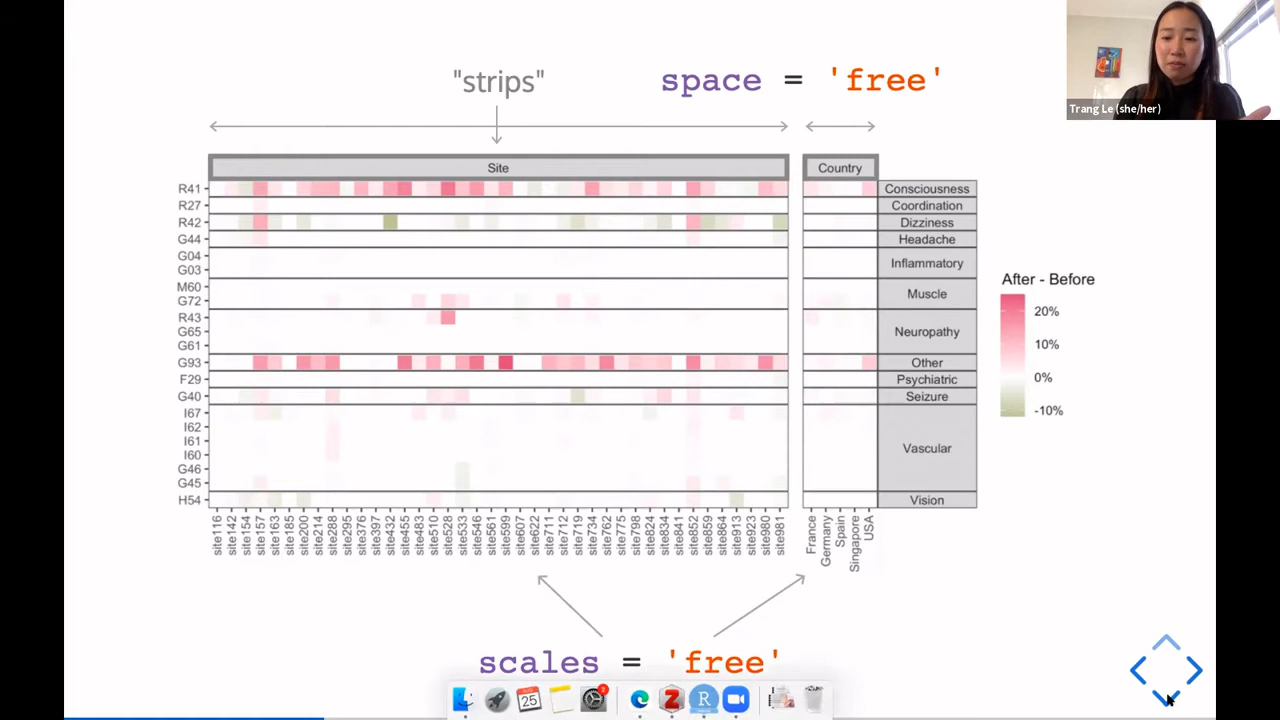 "strips"
space = 'free'
Trang Le (she/her)
Site
Country
R41
R27
R42
G44
G04
G03
M60
G72
R43
G65
G61
G93
F29
G40
I67
I62
I61
I60
G46
G45
H54
Consciousness
Coordination
Dizziness
Headache
Inflammatory
Muscle
Neuropathy
Other
Psychiatric
Seizure
Vascular
Vision
After - Before
20%
10%
0%
-10%
site116
site142
site154
site157
site163
site185
site200
site214
site288
site295
site376
site397
site432
site455
site483
site510
site528
site533
site546
site561
site599
site607
site622
site711
site712
site719
site734
site762
site775
site798
site824
site834
site841
site852
site859
site864
site913
site923
site980
site981
France
Germany
Spain
Singapore
USA
scales = 'free'
25
Z
R